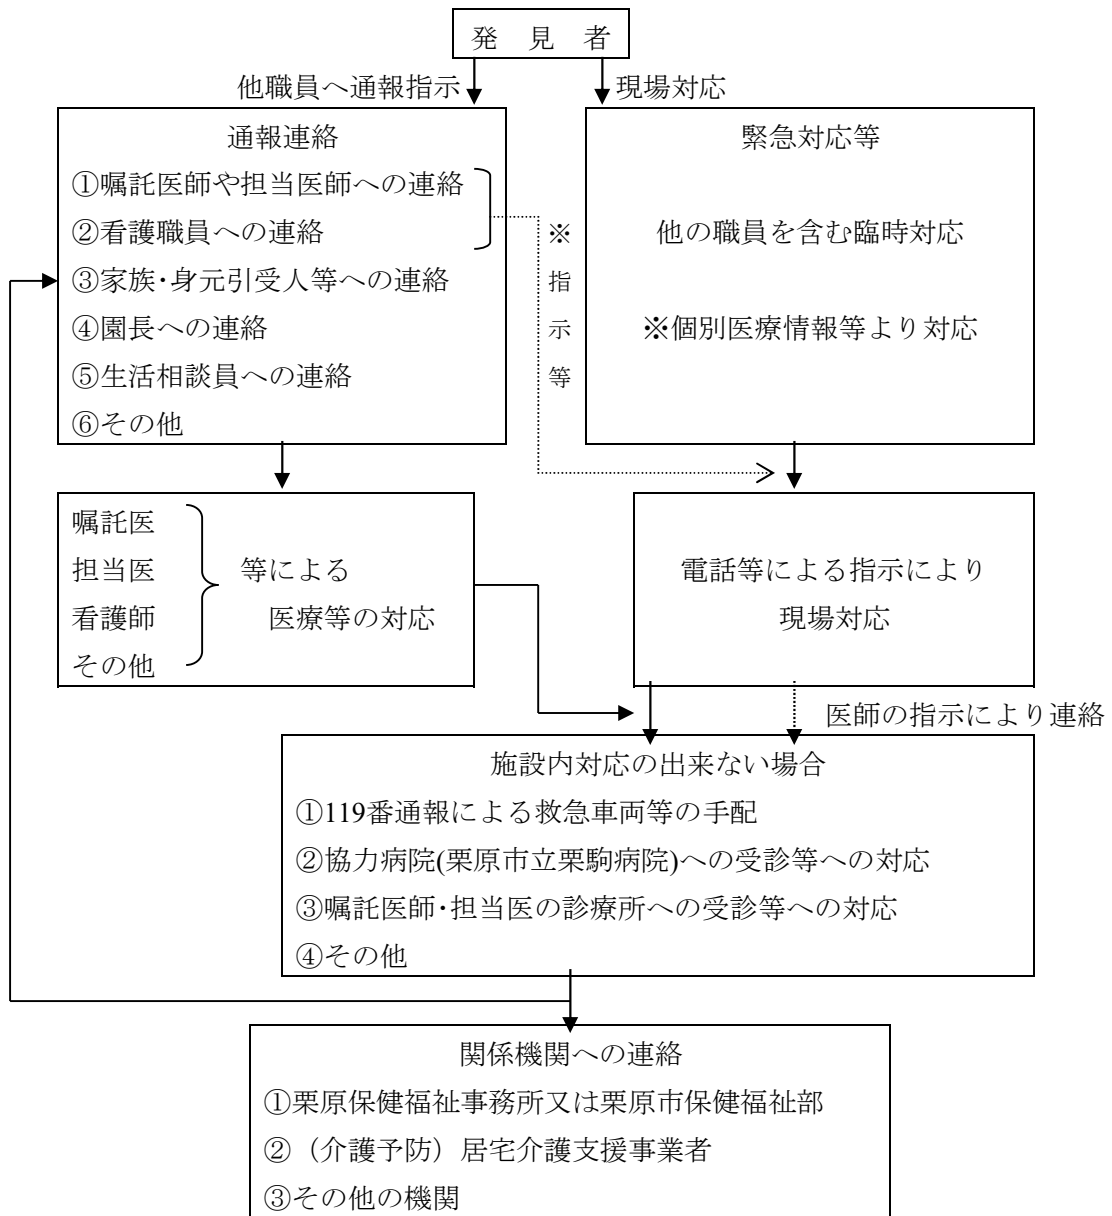 発　見　者
他職員へ通報指示
現場対応
通報連絡
①嘱託医師や担当医師への連絡
②看護職員への連絡
③家族･身元引受人等への連絡
④園長への連絡
⑤生活相談員への連絡
⑥その他
※指示等
緊急対応等
他の職員を含む臨時対応
※個別医療情報等より対応
嘱託医
担当医
看護師
その他
等による
医療等の対応
電話等による指示により
現場対応
医師の指示により連絡
施設内対応の出来ない場合
①119番通報による救急車両等の手配
②協力病院(栗原市立栗駒病院)への受診等への対応
③嘱託医師･担当医の診療所への受診等への対応
④その他
関係機関への連絡
①栗原保健福祉事務所又は栗原市保健福祉部
②（介護予防）居宅介護支援事業者
③その他の機関